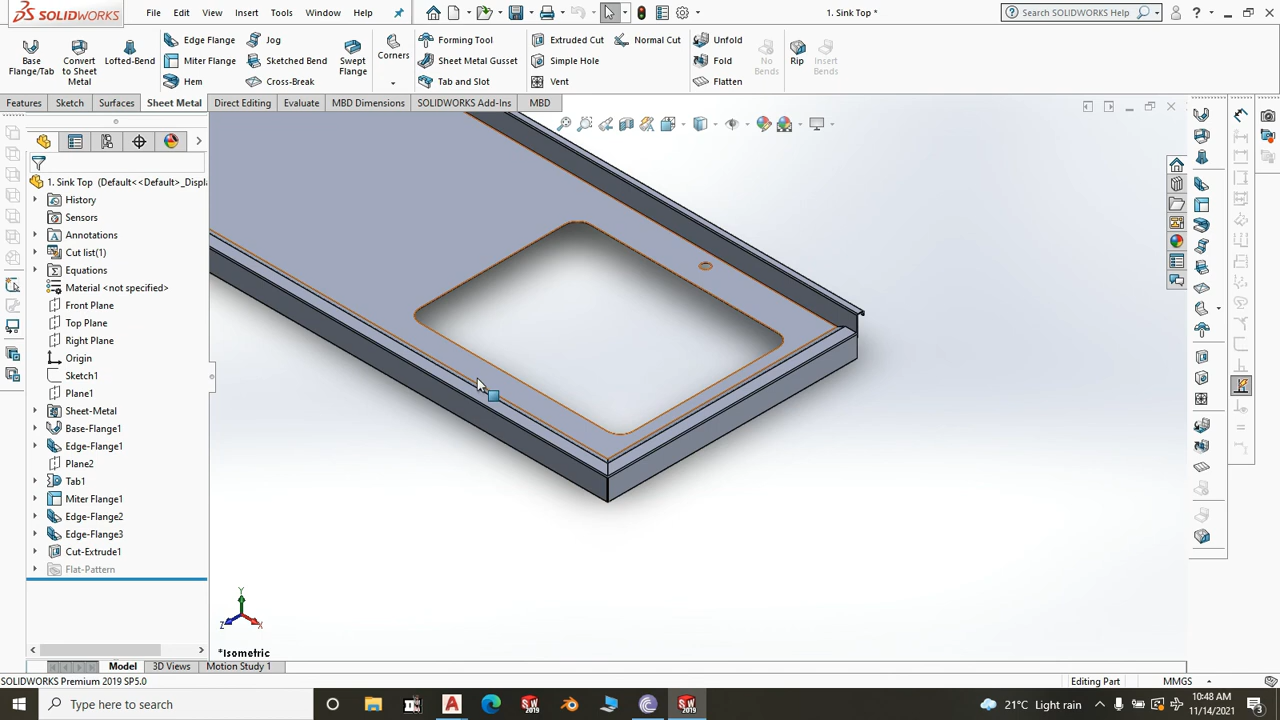 SOLIDWORKS
File
Edit
View
Insert
Tools
Window
Help
1. Sink Top *
Search SOLIDWORKS Help
Base Flange/Tab
Convert to Sheet Metal
Lofted-Bend
Edge Flange
Miter Flange
Hem
Jog
Sketched Bend
Cross-Break
Swept Flange
Corners
Forming Tool
Sheet Metal Gusset
Tab and Slot
Extruded Cut
Simple Hole
Vent
Normal Cut
Unfold
Fold
Flatten
No Bends
Rip
Insert Bends
Features
Sketch
Surfaces
Sheet Metal
Direct Editing
Evaluate
MBD Dimensions
SOLIDWORKS Add-Ins
MBD
1. Sink Top (Default<<Default>_Displa
History
Sensors
Annotations
Cut list(1)
Equations
Material <not specified>
Front Plane
Top Plane
Right Plane
Origin
Sketch1
Plane1
Sheet-Metal
Base-Flange1
Edge-Flange1
Plane2
Tab1
Miter Flange1
Edge-Flange2
Edge-Flange3
Cut-Extrude1
Flat-Pattern
Y
Z
X
*Isometric
Model
3D Views
Motion Study 1
SOLIDWORKS Premium 2019 SP5.0
Editing Part
MMGS
Type here to search
21°C Light rain
10:48 AM
11/14/2021